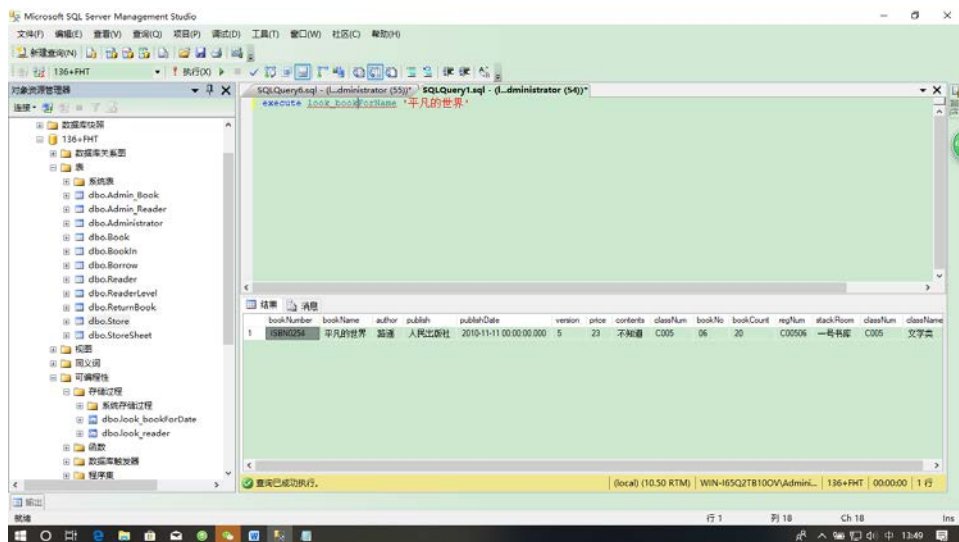 Microsoft SQL Server Management Studio
文件(F) 编辑(E) 查看(V) 查询(Q) 项目(P) 调试(D) 工具(T) 窗口(W) 社区(C) 帮助(H)
新建查询(N)
136+FHT 执行(X)
对象资源管理器
连接
数据库快照
136+FHT
数据库关系图
表
系统表
dbo.Admin_Book
dbo.Admin_Reader
dbo.Administrator
dbo.Book
dbo.BookIn
dbo.Borrow
dbo.Reader
dbo.ReaderLevel
dbo.ReturnBook
dbo.Store
dbo.StoreSheet
视图
同义词
可编程性
存储过程
系统存储过程
dbo.look_bookForDate
dbo.look_reader
函数
数据库触发器
程序集
SQLQuery6.sql - (l...dministrator (55))* SQLQuery1.sql - (l...dministrator (54))*
execute look_bookForName '平凡的世界'
结果 消息
bookNumber bookName author publish publishDate version price contents classNum bookNo bookCount regNum stackRoom classNum className
1 ISBN0254 平凡的世界 路遥 人民出版社 2010-11-11 00:00:00.000 5 23 不知道 C005 06 20 C00506 一号书库 C005 文学类
查询已成功执行。 (local) (10.50 RTM) WIN-I65Q2TB10OV\Admini... 136+FHT 00:00:00 1 行
输出
就绪 行 1 列 18 Ch 18 Ins
中 13:49